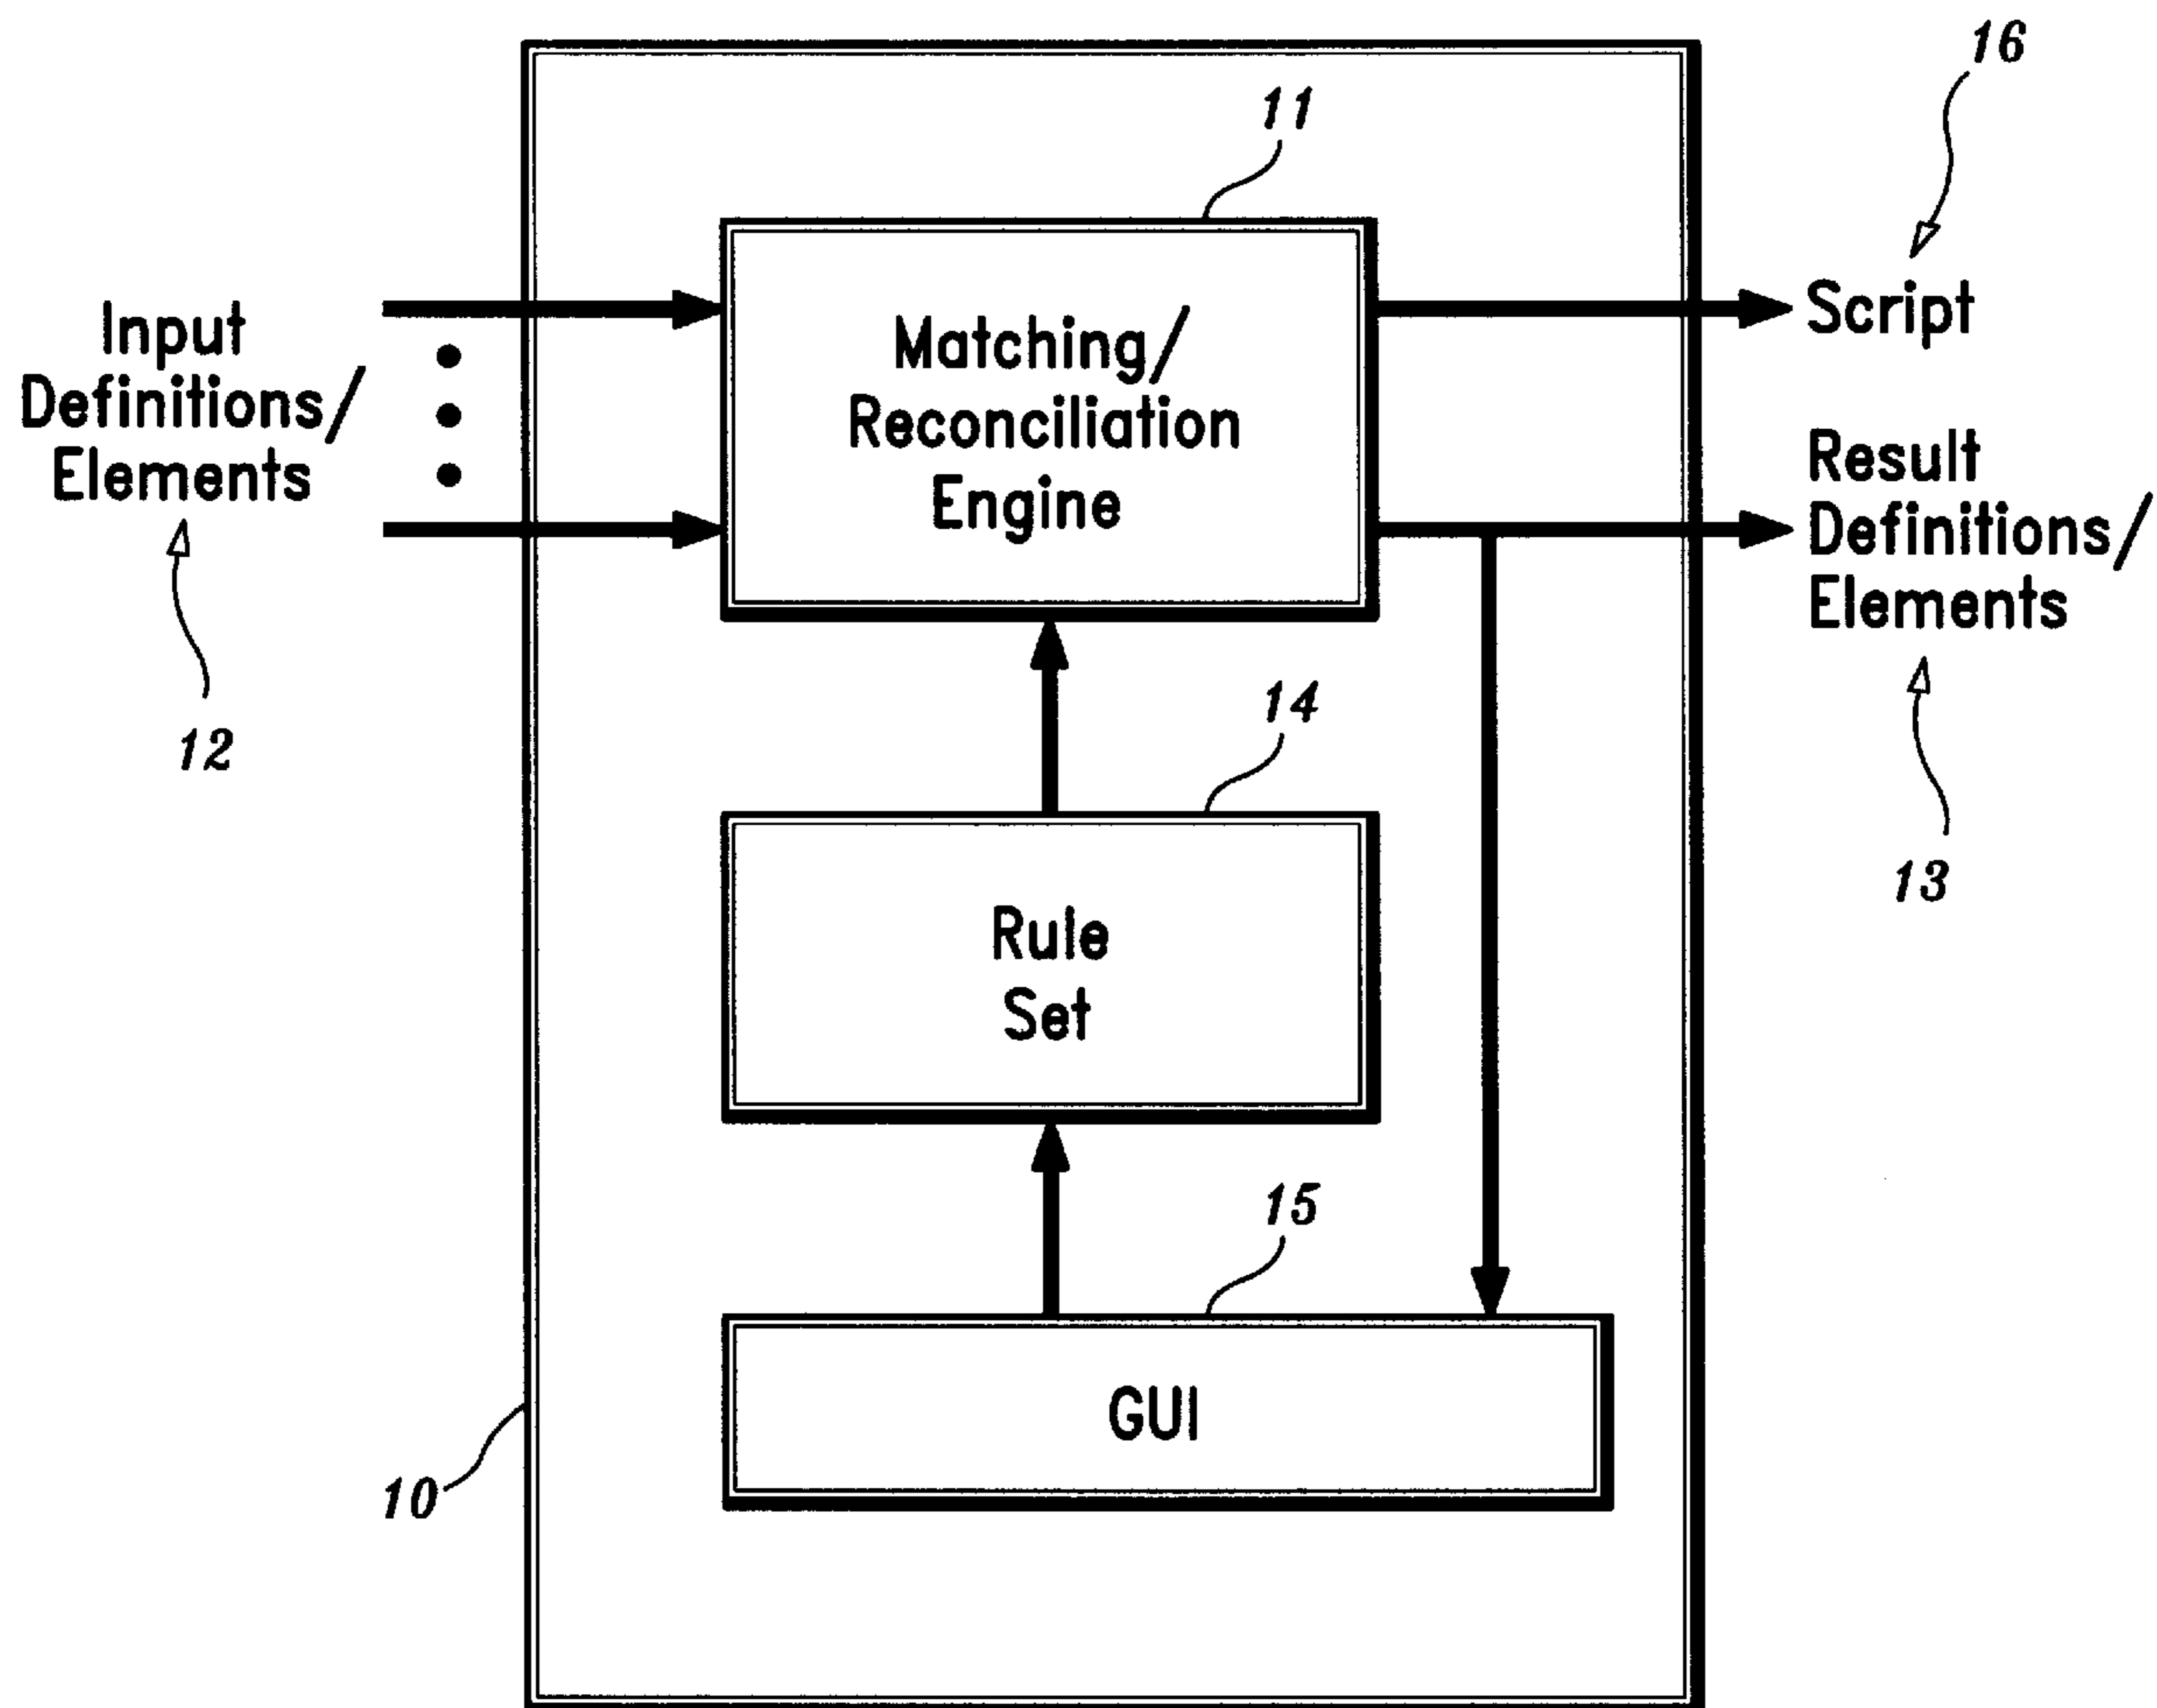 16
11
Input
Definitions/
Elements
12
Matching/
Reconciliation
Engine
Script
Result
Definitions/
Elements
13
14
Rule
Set
15
GUI
10